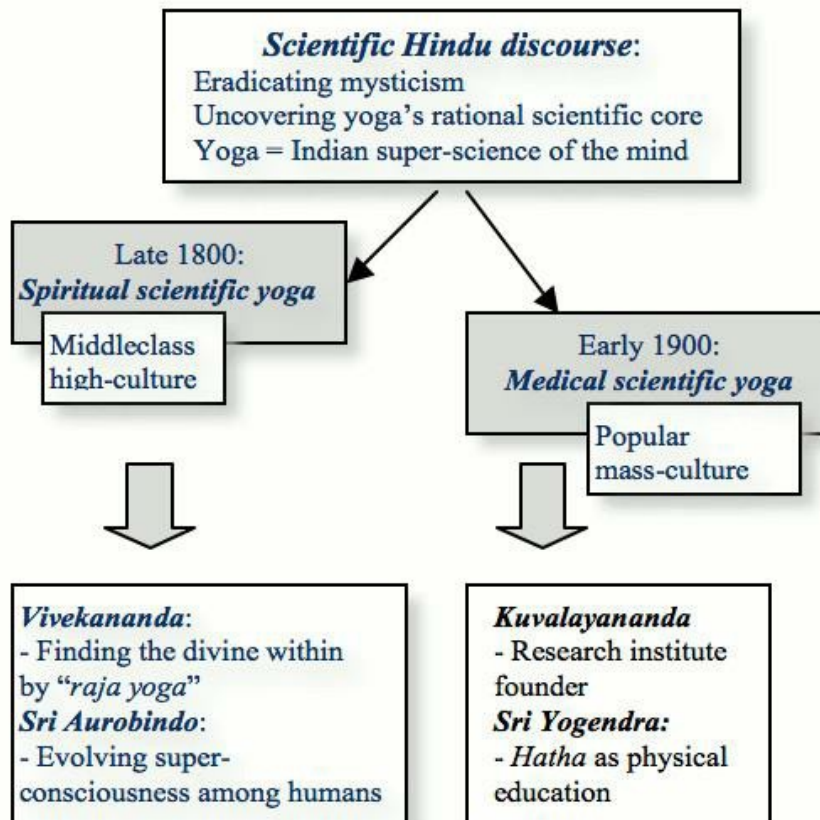 Scientific Hindu discourse:
Eradicating mysticism
Uncovering yoga's rational scientific core
Yoga = Indian super-science of the mind
Late 1800:
Spiritual scientific yoga
Middleclass
high-culture
Early 1900:
Medical scientific yoga
Popular
mass-culture
Vivekananda:
- Finding the divine within
by “raja yoga”
Sri Aurobindo:
- Evolving super-
consciousness among humans
Kuvalayananda
- Research institute
founder
Sri Yogendra:
- Hatha as physical
education